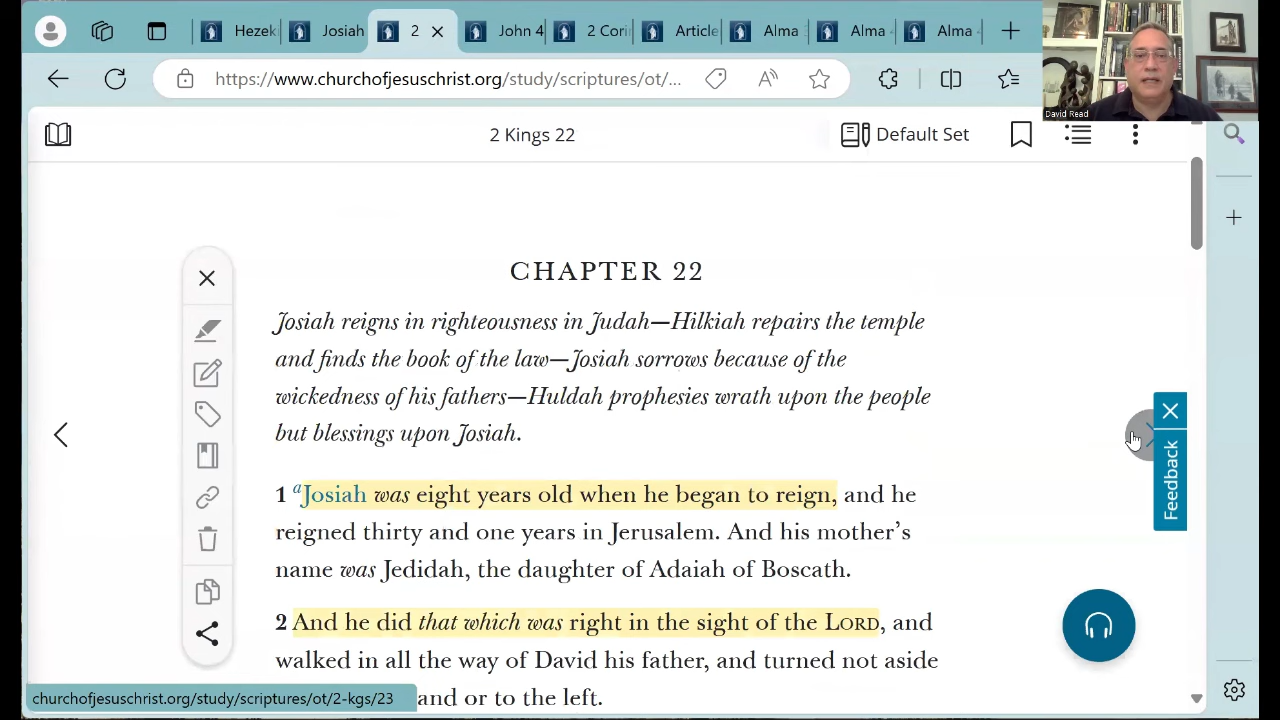 Hezek
Josiah
2
John 4
2 Cori
Article
Alma
Alma
Alma
https://www.churchofjesuschrist.org/study/scriptures/ot/...
David Read
2 Kings 22
Default Set
CHAPTER 22
Josiah reigns in righteousness in Judah—Hilkiah repairs the temple
and finds the book of the law—Josiah sorrows because of the
wickedness of his fathers—Huldah prophesies wrath upon the people
but blessings upon Josiah.
1 aJosiah was eight years old when he began to reign, and he
reigned thirty and one years in Jerusalem. And his mother’s
name was Jedidah, the daughter of Adaiah of Boscath.
2 And he did that which was right in the sight of the LORD, and
walked in all the way of David his father, and turned not aside
and or to the left.
Feedback
churchofjesuschrist.org/study/scriptures/ot/2-kgs/23